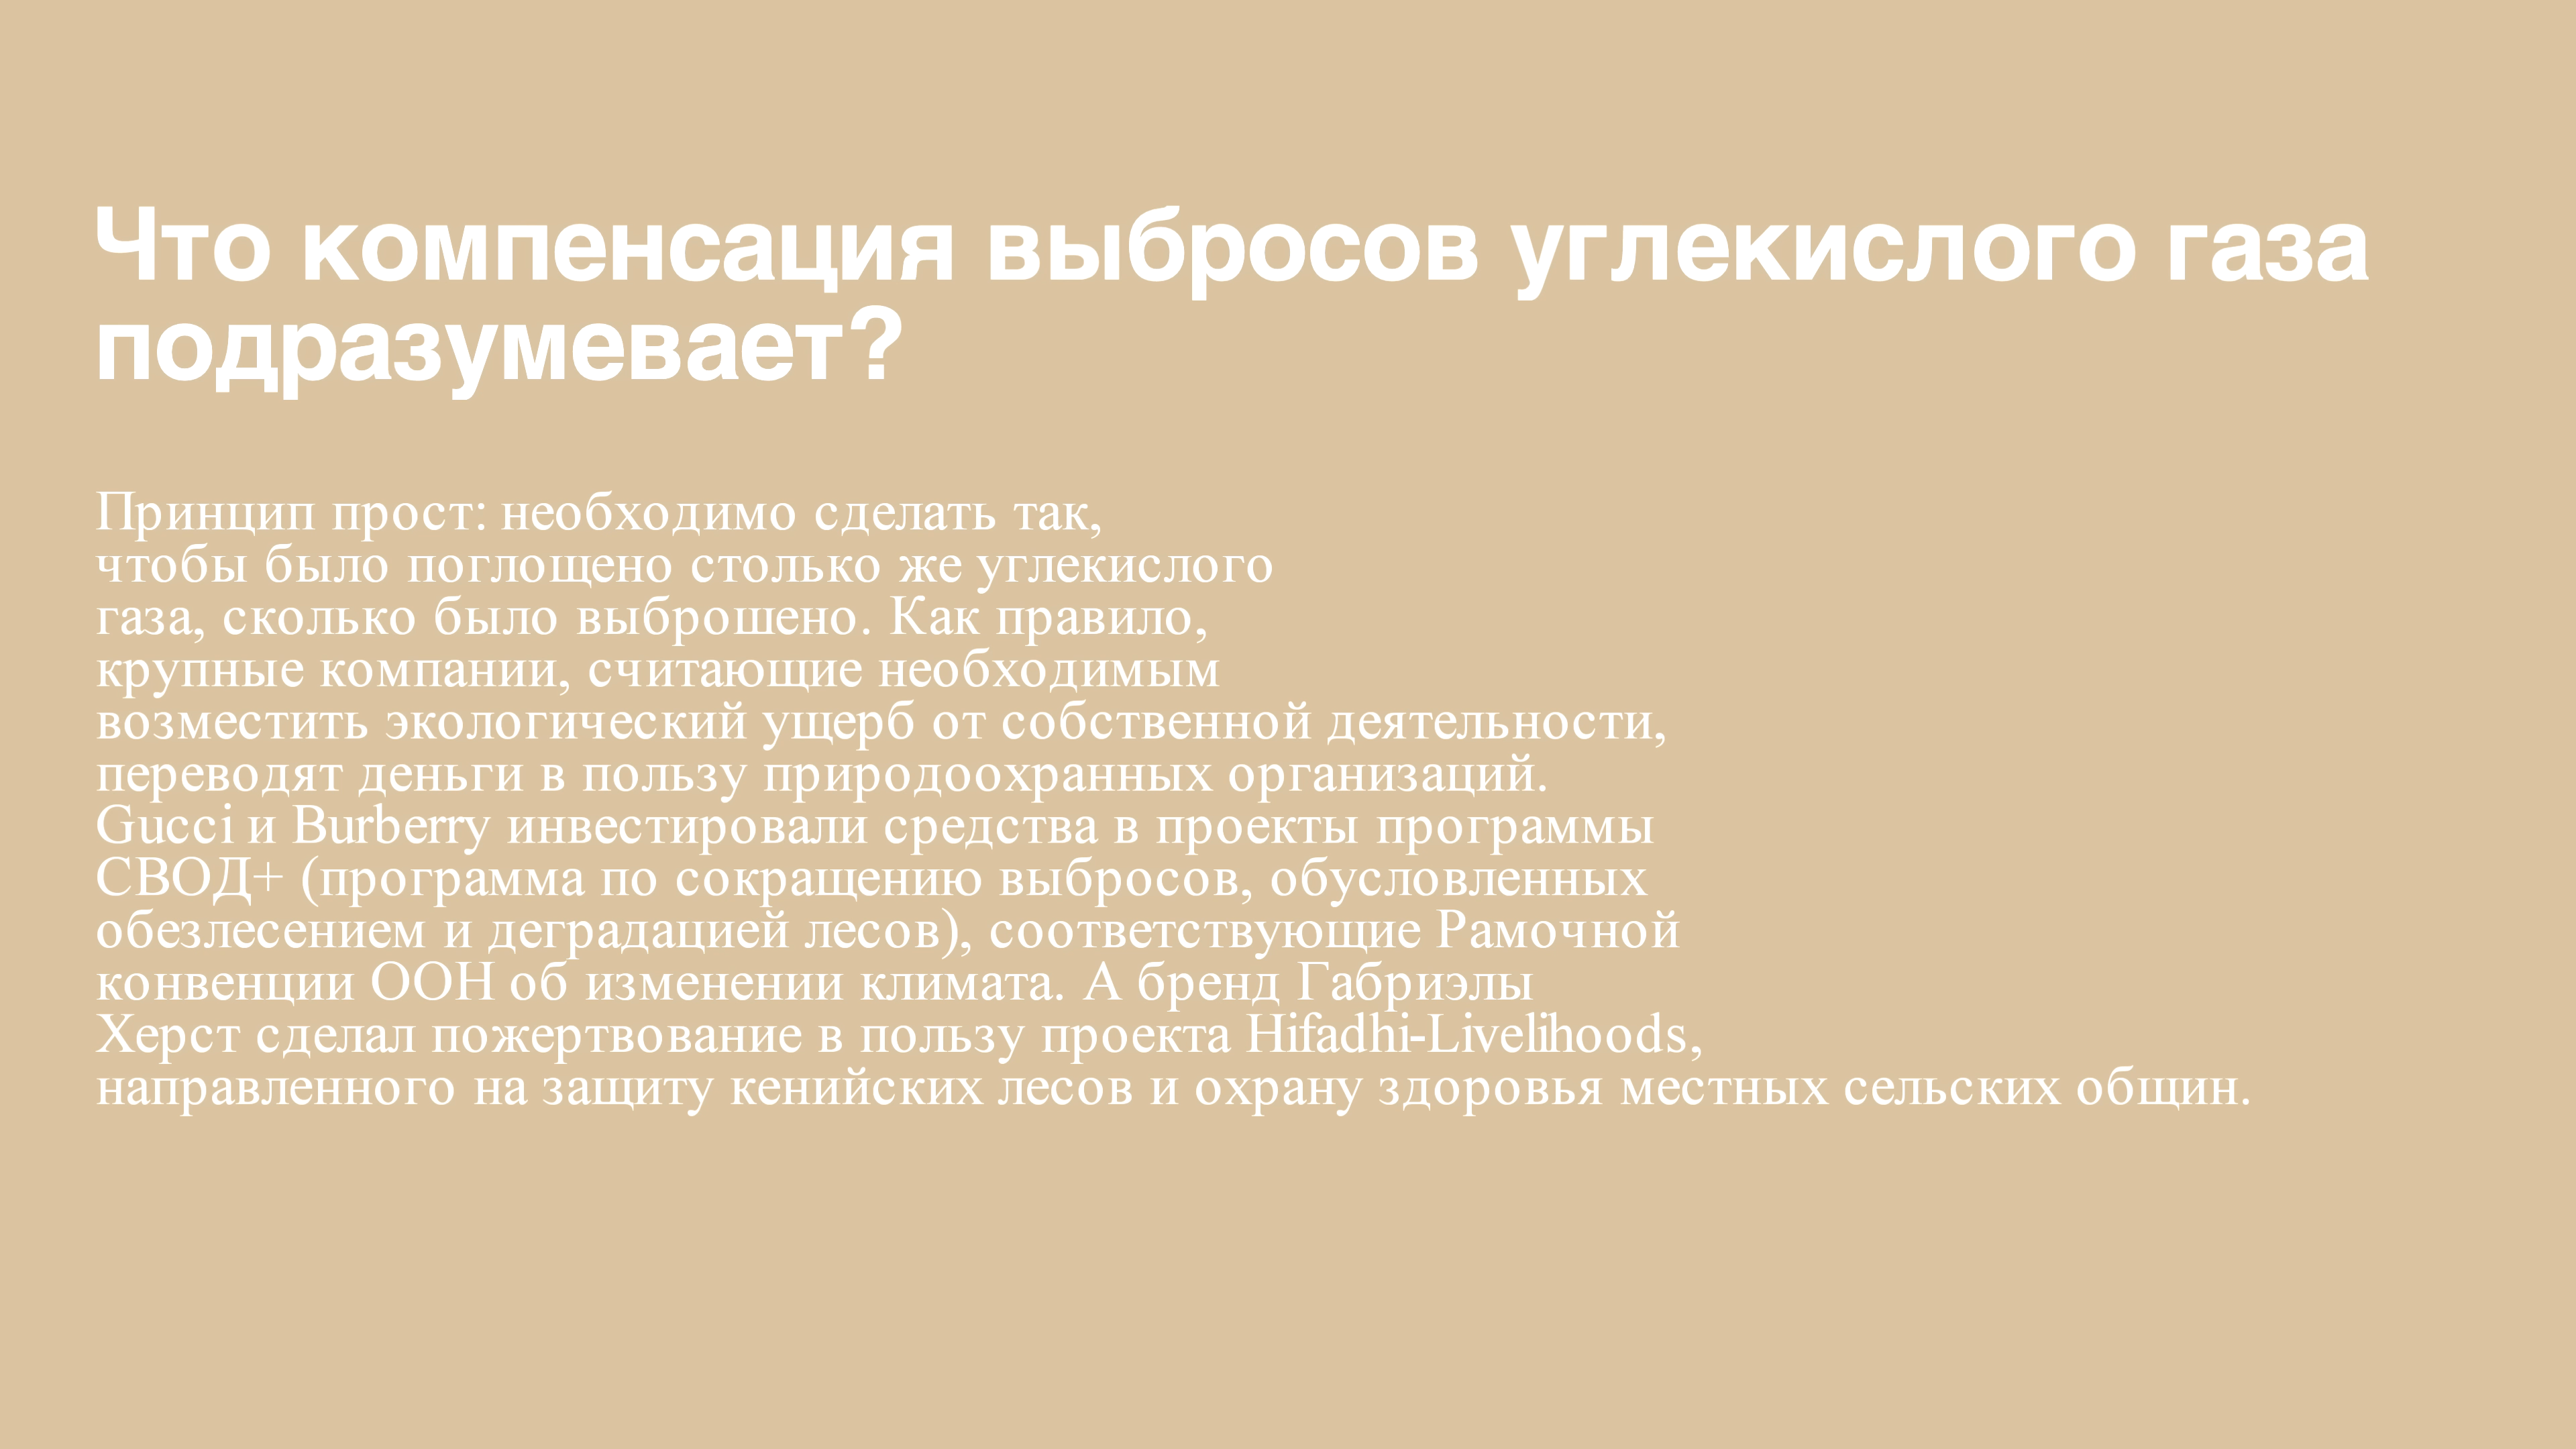 Что компенсация выбросов углекислого газа
подразумевает?
Принцип прост: необходимо сделать так,
чтобы было поглощено столько же углекислого
газа, сколько было выброшено. Как правило,
крупные компании, считающие необходимым
возместить экологический ущерб от собственной деятельности,
переводят деньги в пользу природоохранных организаций.
Gucci и Burberry инвестировали средства в проекты программы
СВОД+ (программа по сокращению выбросов, обусловленных
обезлесением и деградацией лесов), соответствующие Рамочной
конвенции ООН об изменении климата. А бренд Габриэлы
Херст сделал пожертвование в пользу проекта Hifadhi-Livelihoods,
направленного на защиту кенийских лесов и охрану здоровья местных сельских общин.